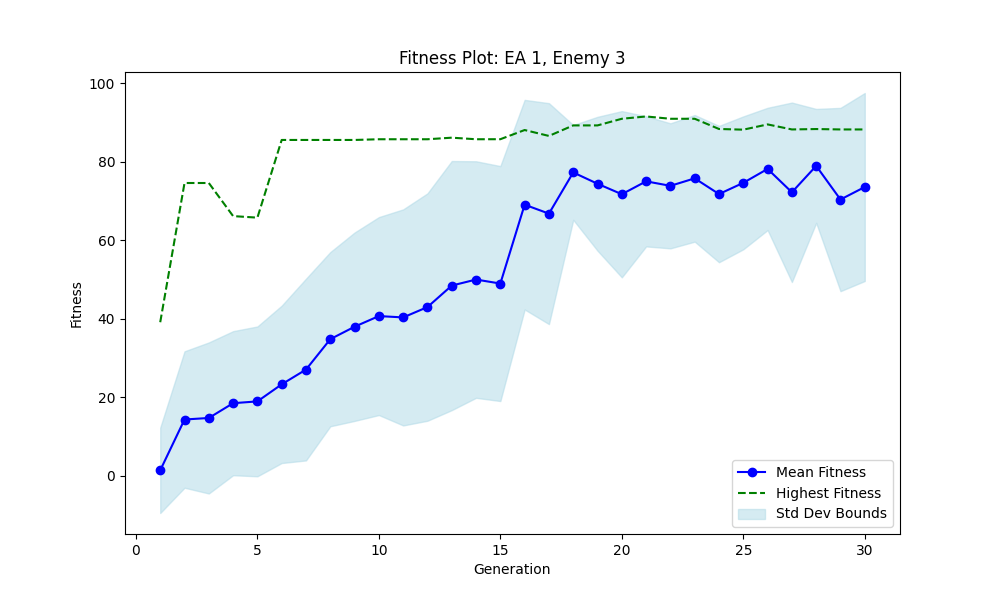 Fitness Plot: EA 1, Enemy 3
100
80
60
40
20
0
Fitness
0 5 10 15 20 25 30
Generation
Mean Fitness
Highest Fitness
Std Dev Bounds